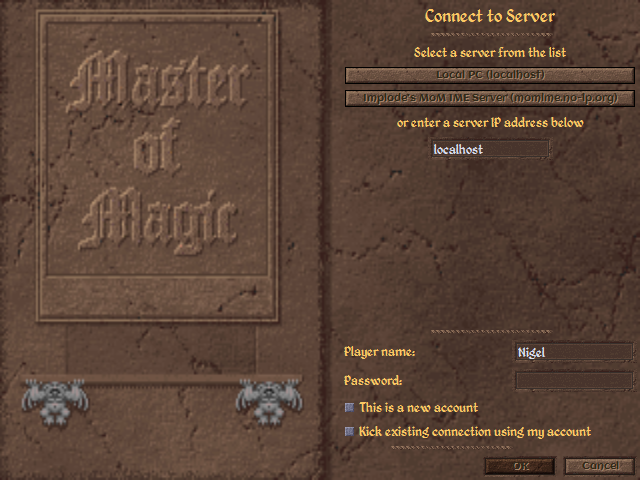 Master
of
Magic
Connect to Server
Select a server from the list
Local PC (localhost)
Implode's MoM IME Server (momime.no-ip.org)
or enter a server IP address below
localhost
Player name:
Nigel
Password:
This is a new account
Kick existing connection using my account
OK
Cancel